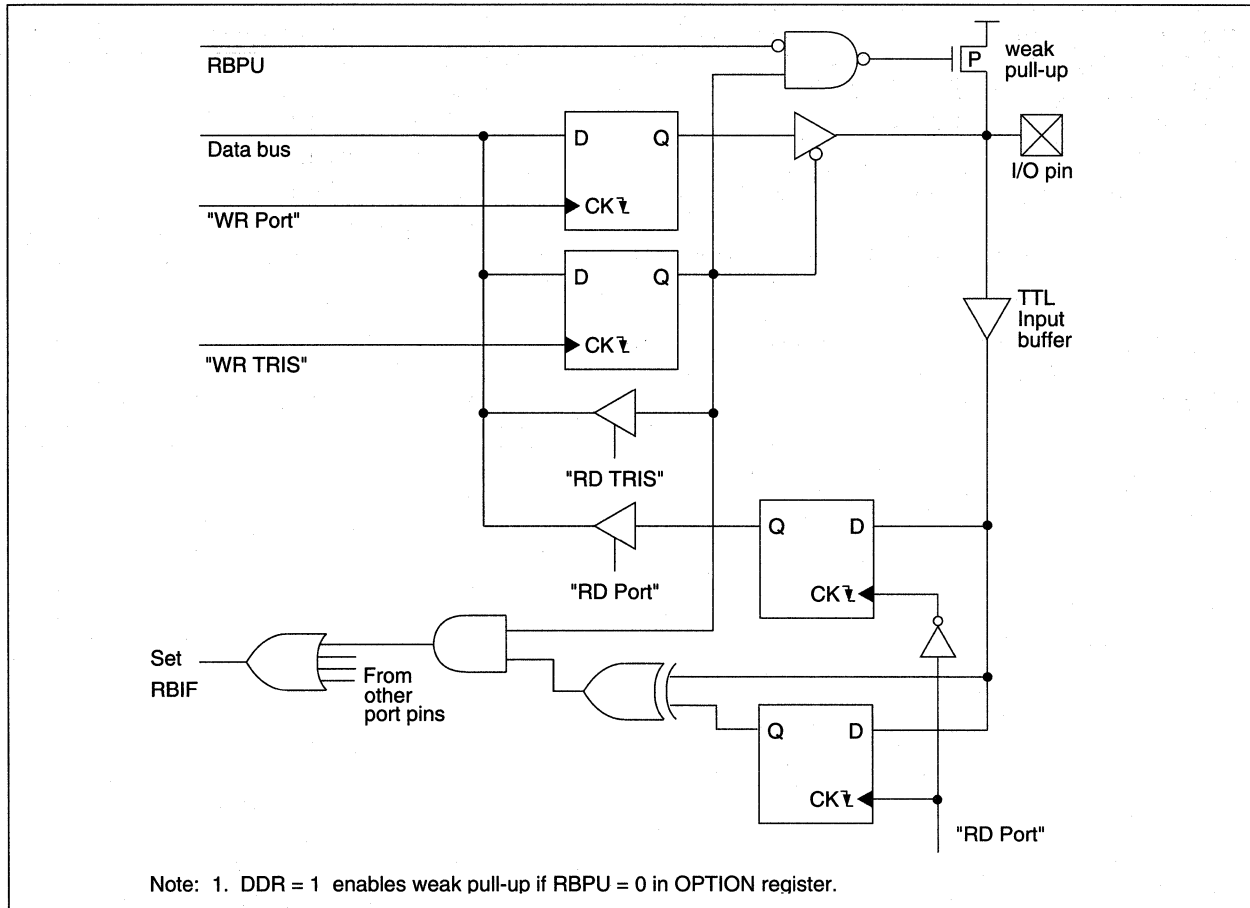 RBPU
weak
pull-up
P
Data bus
D
Q
I/O pin
"WR Port"
CK
D
Q
TTL
Input
buffer
"WR TRIS"
CK
"RD TRIS"
Q
D
"RD Port"
CK
Set
RBIF
From
other
port pins
Q
D
CK
"RD Port"
Note: 1. DDR = 1 enables weak pull-up if RBPU = 0 in OPTION register.